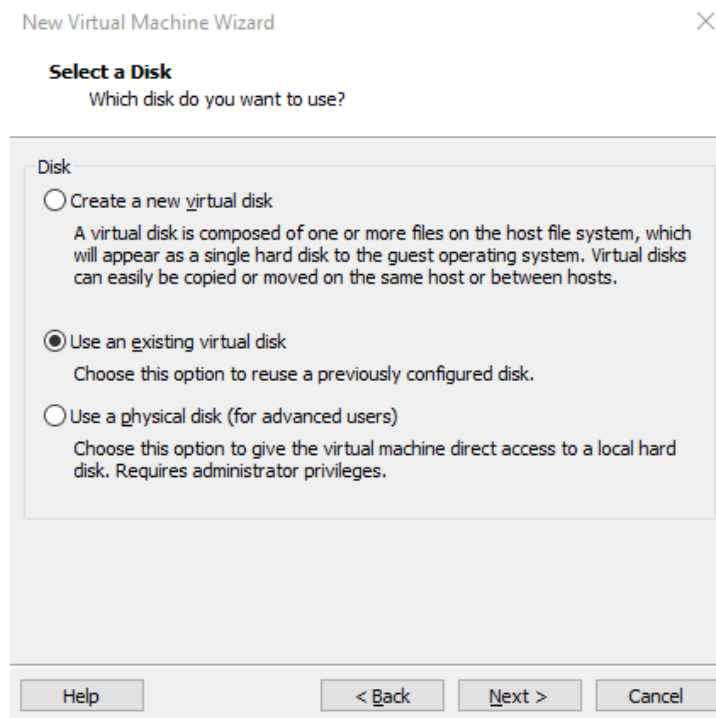 New Virtual Machine Wizard
Select a Disk
Which disk do you want to use?
Disk
Create a new virtual disk
A virtual disk is composed of one or more files on the host file system, which
will appear as a single hard disk to the guest operating system. Virtual disks
can easily be copied or moved on the same host or between hosts.
Use an existing virtual disk
Choose this option to reuse a previously configured disk.
Use a physical disk (for advanced users)
Choose this option to give the virtual machine direct access to a local hard
disk. Requires administrator privileges.
Help
< Back
Next >
Cancel